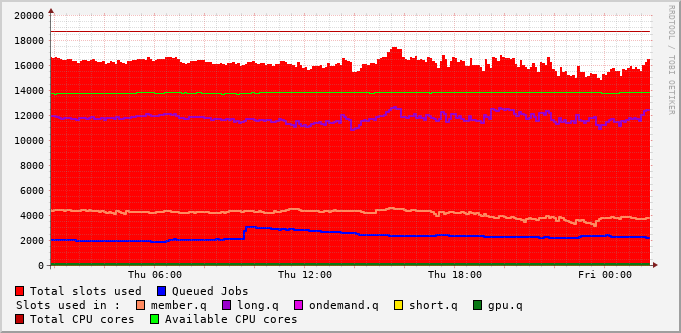 20000
18000
16000
14000
12000
10000
8000
6000
4000
2000
0
Thu 06:00 Thu 12:00 Thu 18:00 Fri 00:00
Total slots used Queued Jobs
Slots used in : member.q long.q ondemand.q short.q gpu.q
Total CPU cores Available CPU cores
RRDTOOL / TOBI OETIKER